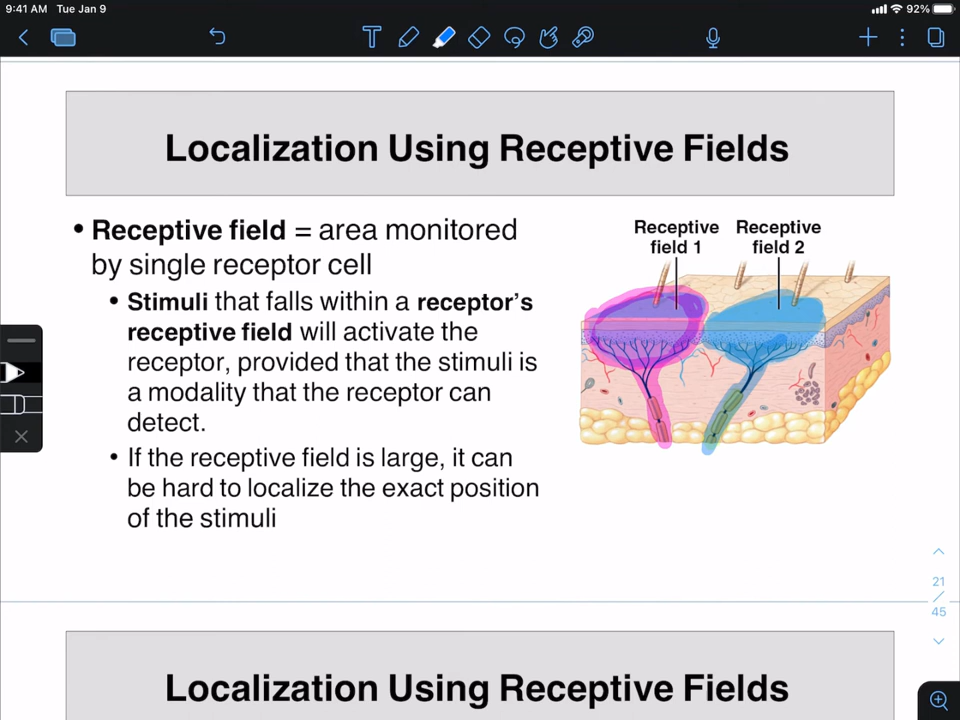 9:41 AM Tue Jan 9
92%
Localization Using Receptive Fields
• Receptive field = area monitored
by single receptor cell
• Stimuli that falls within a receptor's
receptive field will activate the
receptor, provided that the stimuli is
a modality that the receptor can
detect.
• If the receptive field is large, it can
be hard to localize the exact position
of the stimuli
Receptive
field 1
Receptive
field 2
21
/
45
Localization Using Receptive Fields